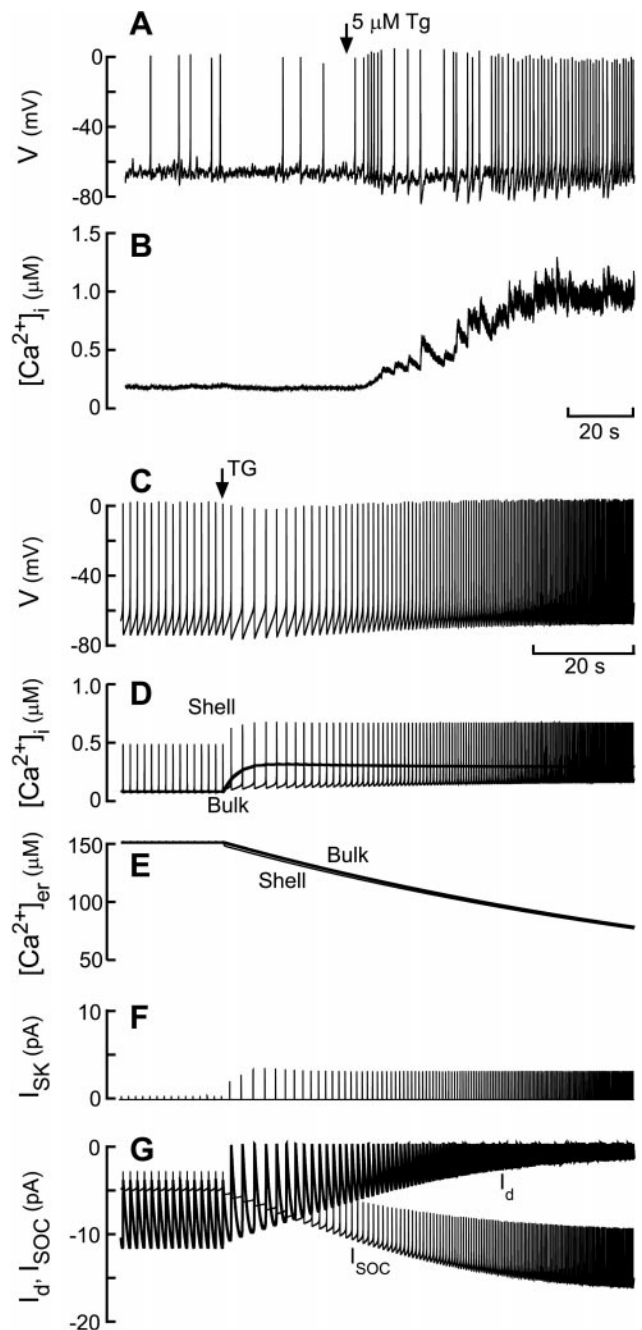 A
5 μM Tg
0
-40
-80
V (mV)
B
1.5
1.0
0.5
0
[Ca2+]i (μM)
20 s
C
TG
0
-40
-80
V (mV)
20 s
D
1.0
0.5
0
[Ca2+]i (μM)
Shell
Bulk
E
150
100
50
[Ca2+]er (μM)
Bulk
Shell
F
10
0
ISK (pA)
G
0
-10
-20
Id, ISOC (pA)
Id
ISOC